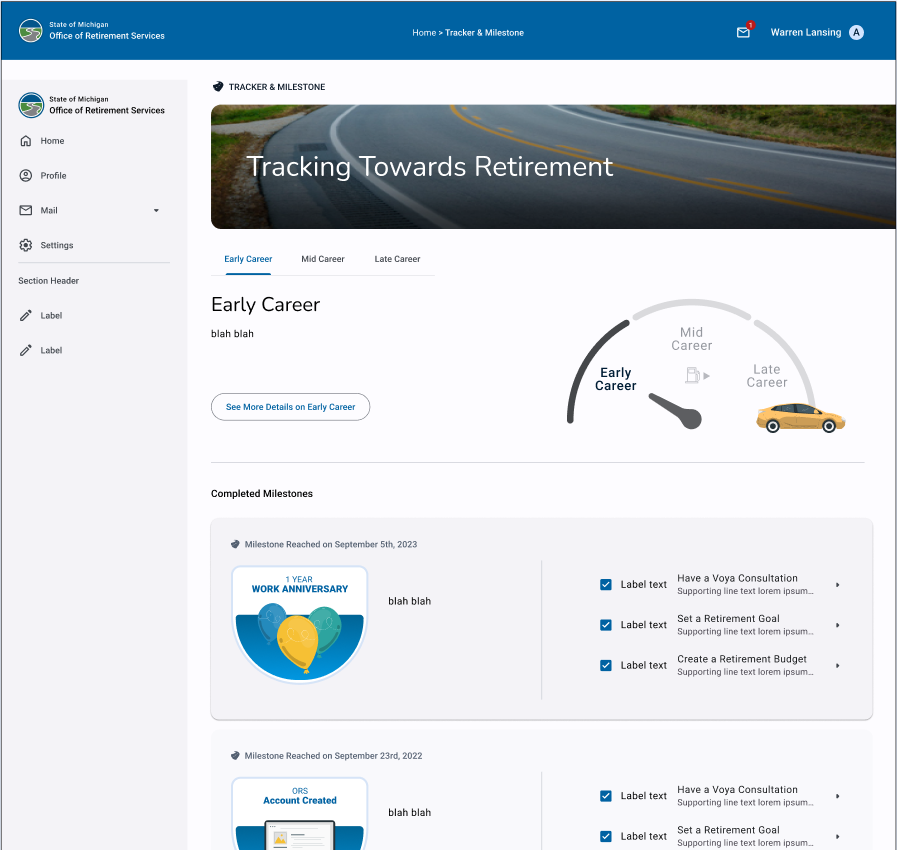 State of Michigan
Office of Retirement Services
Home > Tracker & Milestone
1
Warren Lansing
A
State of Michigan
Office of Retirement Services
Home
Profile
Mail
Settings
Section Header
Label
Label
TRACKER & MILESTONE
Tracking Towards Retirement
Early Career
Mid Career
Late Career
Early Career
blah blah
See More Details on Early Career
Early
Career
Mid
Career
Late
Career
Completed Milestones
Milestone Reached on September 5th, 2023
1 YEAR
WORK ANNIVERSARY
blah blah
Label text
Have a Voya Consultation
Supporting line text lorem ipsum...
Label text
Set a Retirement Goal
Supporting line text lorem ipsum...
Label text
Create a Retirement Budget
Supporting line text lorem ipsum...
Milestone Reached on September 23rd, 2022
ORS
Account Created
blah blah
Label text
Have a Voya Consultation
Supporting line text lorem ipsum...
Label text
Set a Retirement Goal
Supporting line text lorem ipsum...